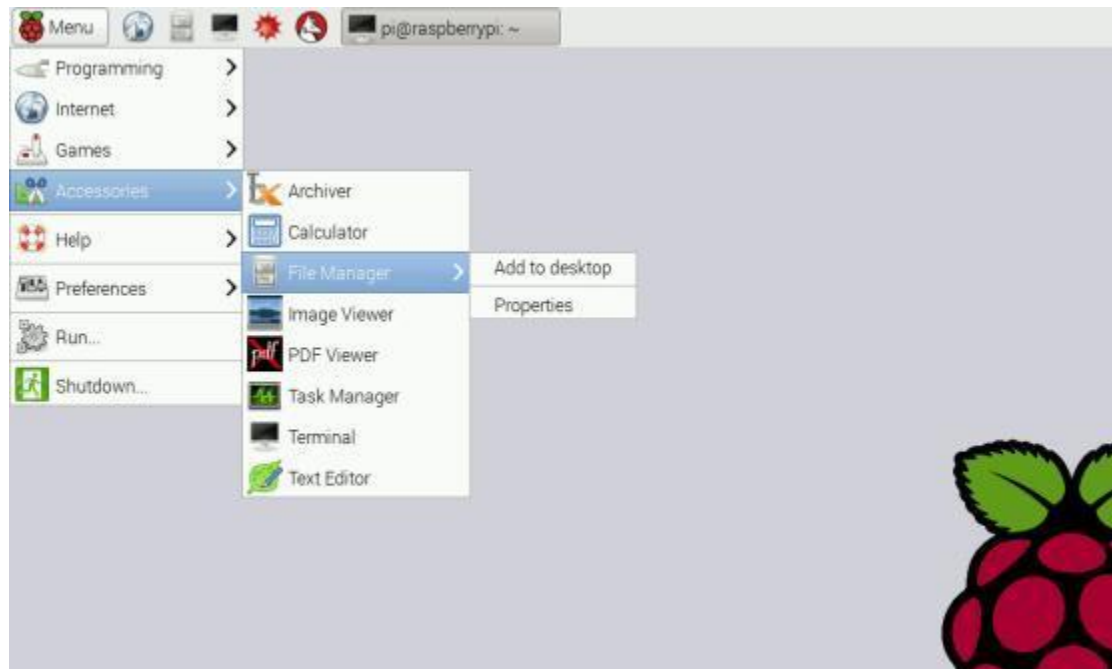 Menu
pi@raspberrypi: ~
Programming
Internet
Games
Accessories
Help
Preferences
Run...
Shutdown...
Archiver
Calculator
File Manager
Image Viewer
pdf PDF Viewer
Task Manager
Terminal
Text Editor
Add to desktop
Properties